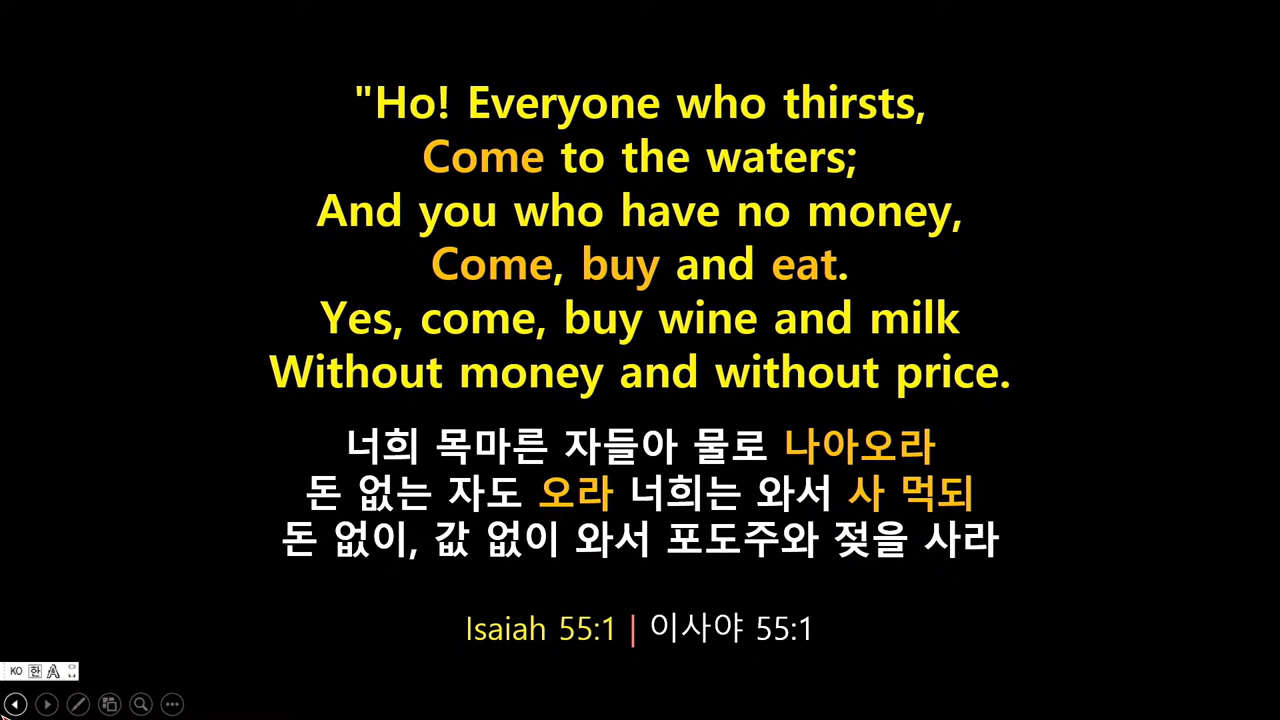 "Ho! Everyone who thirsts,
Come to the waters;
And you who have no money,
Come, buy and eat.
Yes, come, buy wine and milk
Without money and without price.
너희 목마른 자들아 물로 나아오라
돈 없는 자도 오라 너희는 와서 사 먹되
돈 없이, 값 없이 와서 포도주와 젖을 사라
Isaiah 55:1 | 이사야 55:1
KO 한 A